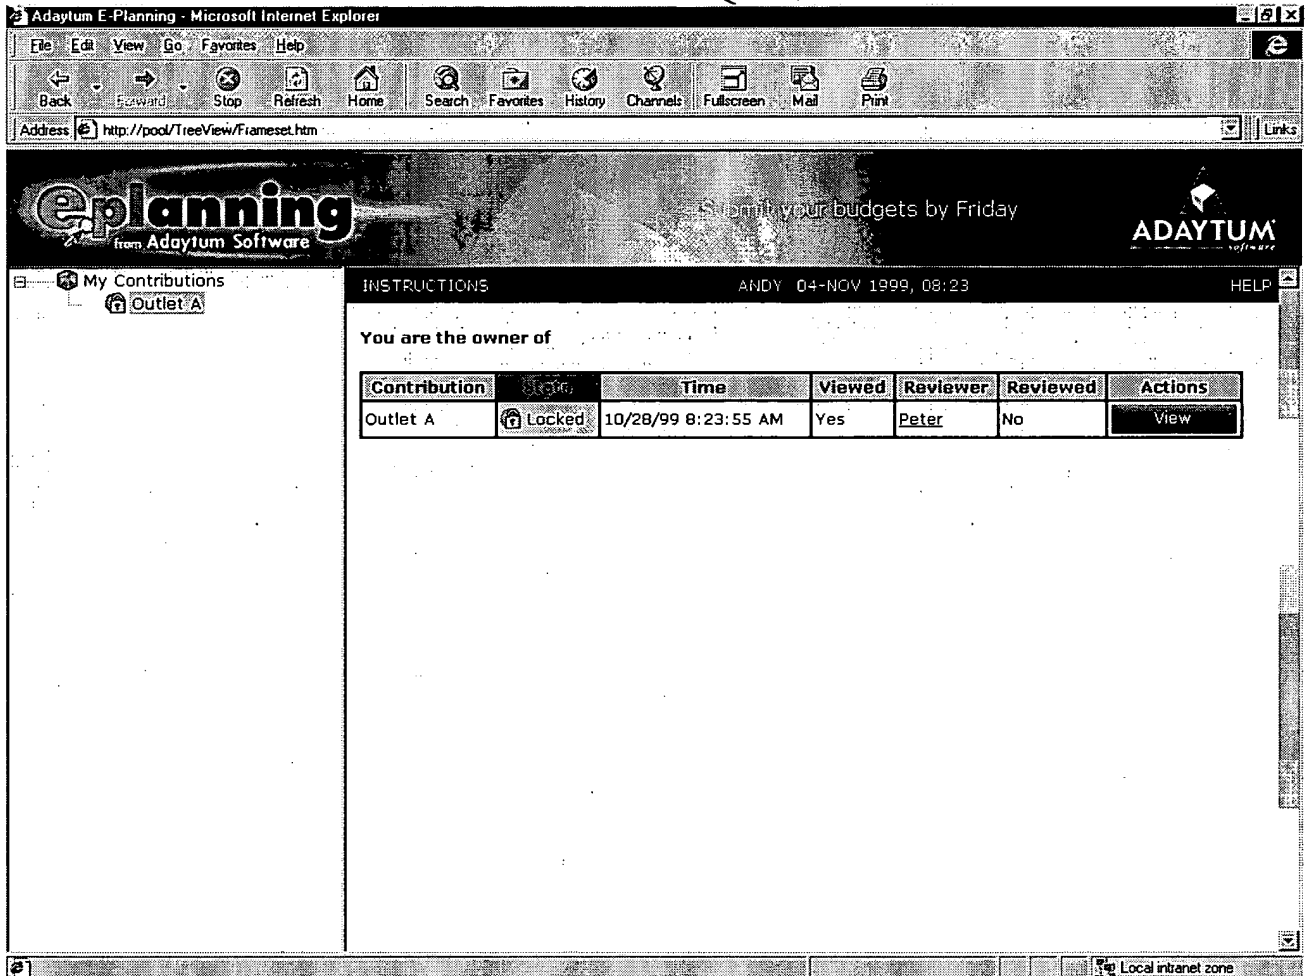 Adaytum E-Planning - Microsoft Internet Explorer
File Edit View Go Favorites Help
Back Forward Stop Refresh Home Search Favorites History Channels Fullscreen Mail Print
Address http://pool/TreeView/Frameset.htm Links
eplanning
from Adaytum Software
Submit your budgets by Friday
ADAYTUM
software
My Contributions
Outlet A
INSTRUCTIONS ANDY 04-NOV 1999, 08:23 HELP
You are the owner of
Contribution State Time Viewed Reviewer Reviewed Actions
Outlet A Locked 10/28/99 8:23:55 AM Yes Peter No View
Local intranet zone